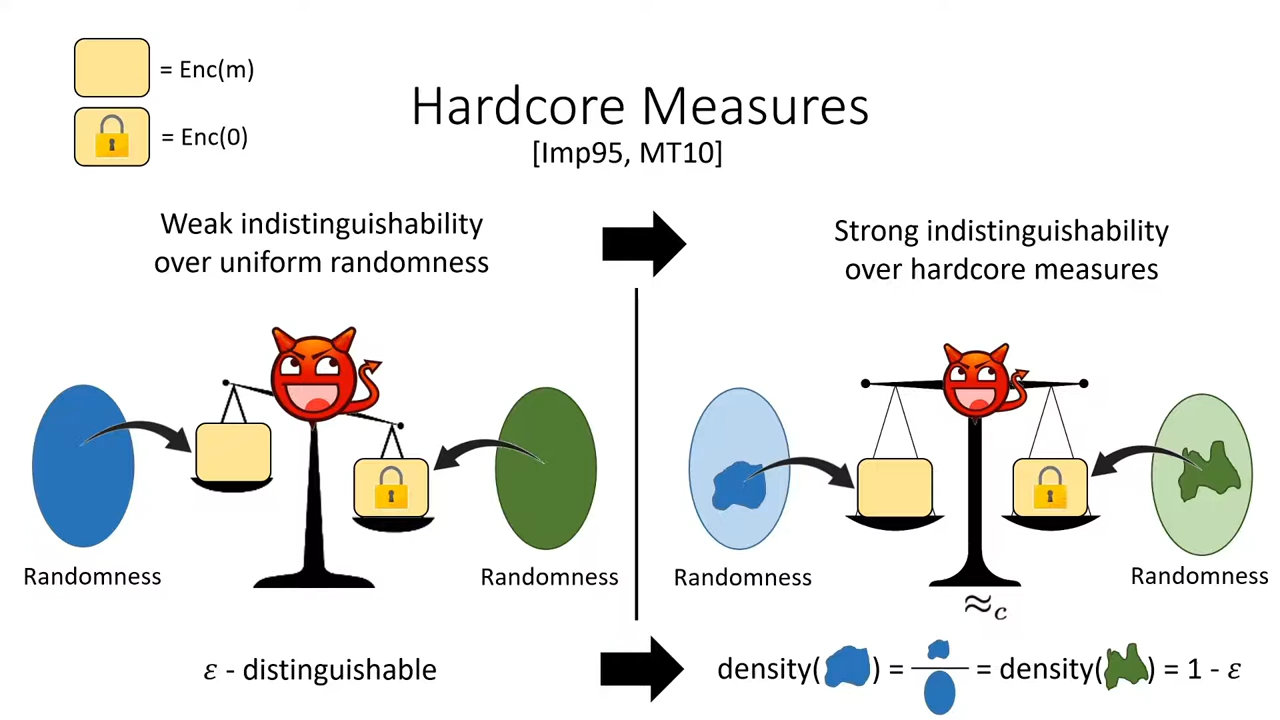 = Enc(m)
= Enc(0)
Hardcore Measures
[Imp95, MT10]
Weak indistinguishability
over uniform randomness
Strong indistinguishability
over hardcore measures
Randomness
Randomness
Randomness
Randomness
≈c
ε - distinguishable
density( ) = = density( ) = 1 - ε